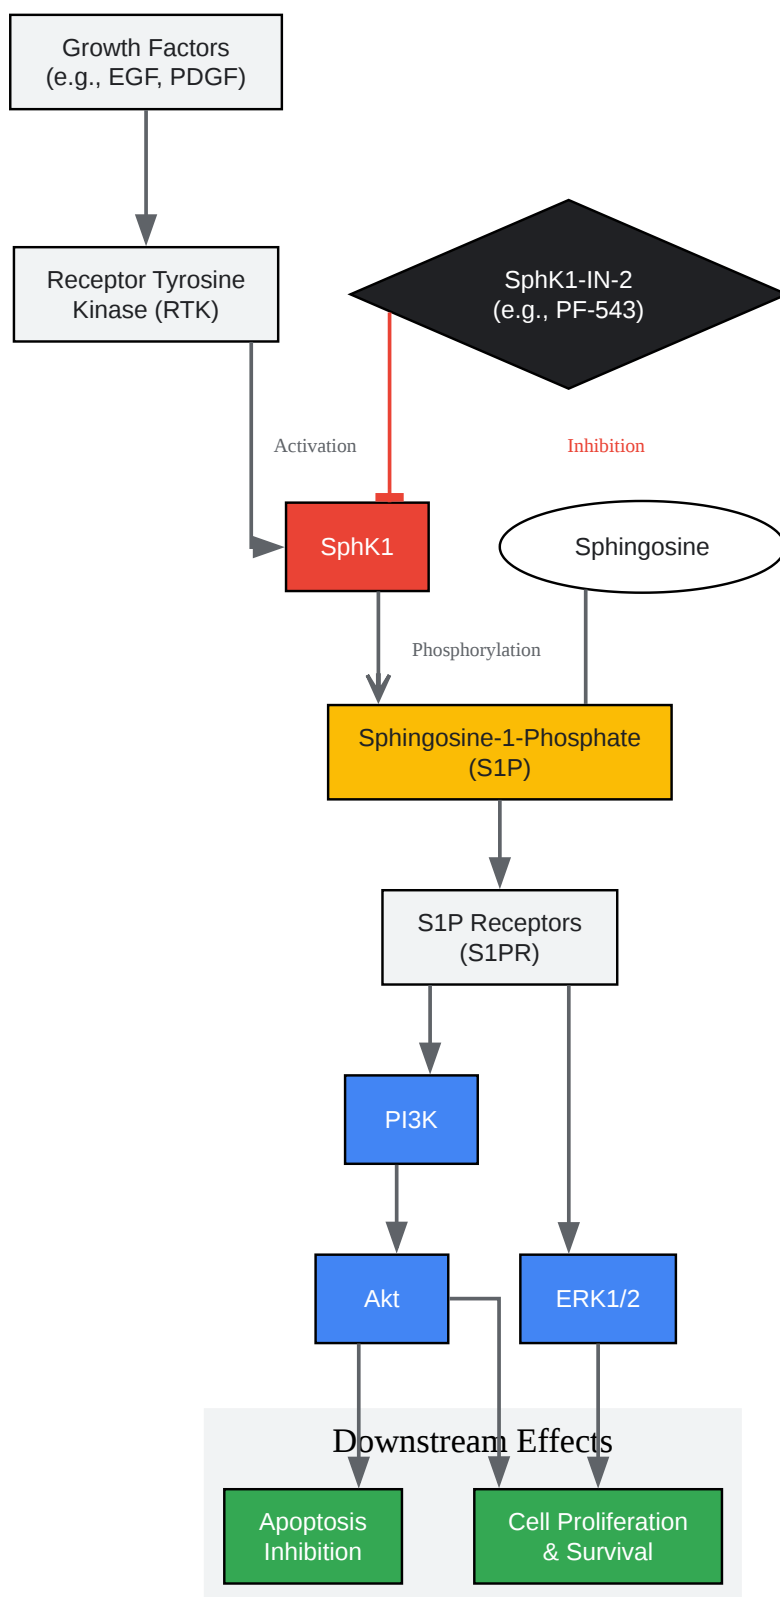 Growth Factors
(e.g., EGF, PDGF)
Receptor Tyrosine
Kinase (RTK)
SphK1-IN-2
(e.g., PF-543)
Activation
Inhibition
SphK1
Sphingosine
Phosphorylation
Sphingosine-1-Phosphate
(S1P)
S1P Receptors
(S1PR)
PI3K
Akt
ERK1/2
Downstream Effects
Apoptosis
Inhibition
Cell Proliferation
& Survival